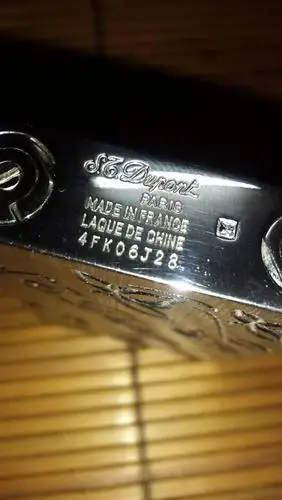 S.T. Dupont
PARIS
MADE IN FRANCE
LAQUE DE CHINE
4FK06J28